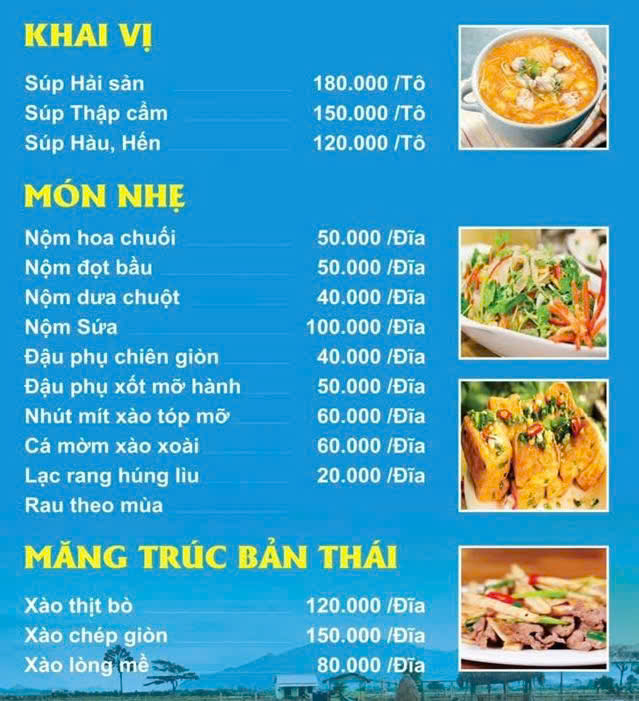 KHAI VỊ
Súp Hải sản 180.000 /Tô
Súp Thập cẩm 150.000 /Tô
Súp Hàu, Hến 120.000 /Tô
MÓN NHẸ
Nộm hoa chuối 50.000 /Đĩa
Nộm đọt bầu 50.000 /Đĩa
Nộm dưa chuột 40.000 /Đĩa
Nộm Sứa 100.000 /Đĩa
Đậu phụ chiên giòn 40.000 /Đĩa
Đậu phụ xốt mỡ hành 50.000 /Đĩa
Nhút mít xào tóp mỡ 60.000 /Đĩa
Cá mờm xào xoài 60.000 /Đĩa
Lạc rang húng lìu 20.000 /Đĩa
Rau theo mùa
MĂNG TRÚC BẢN THÁI
Xào thịt bò 120.000 /Đĩa
Xào chép giòn 150.000 /Đĩa
Xào lòng mề 80.000 /Đĩa